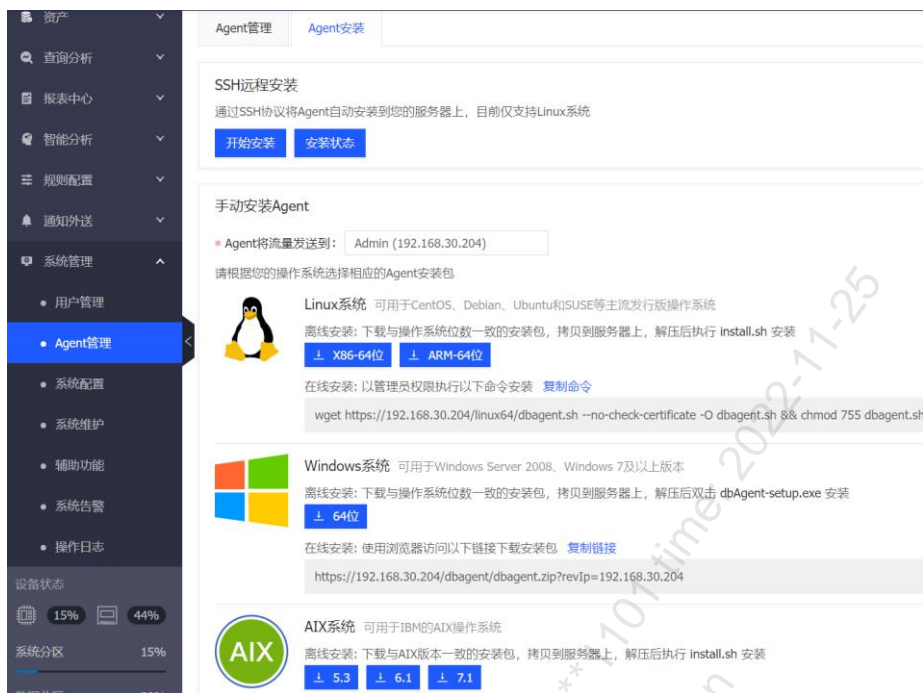 资产
查询分析
报表中心
智能分析
规则配置
通知外送
系统管理
用户管理
Agent管理
系统配置
系统维护
辅助功能
系统告警
操作日志
设备状态
15% 44%
系统分区 15%
Agent管理 Agent安装
SSH远程安装
通过SSH协议将Agent自动安装到您的服务器上，目前仅支持Linux系统
开始安装 安装状态
手动安装Agent
* Agent将流量发送到： Admin (192.168.30.204)
请根据您的操作系统选择相应的Agent安装包
Linux系统 可用于CentOS、Debian、Ubuntu和SUSE等主流发行版操作系统
离线安装: 下载与操作系统位数一致的安装包，拷贝到服务器上，解压后执行 install.sh 安装
X86-64位 ARM-64位
在线安装: 以管理员权限执行以下命令安装 复制命令
wget https://192.168.30.204/linux64/dbagent.sh --no-check-certificate -O dbagent.sh && chmod 755 dbagent.sh
Windows系统 可用于Windows Server 2008、Windows 7及以上版本
离线安装: 下载与操作系统位数一致的安装包，拷贝到服务器上，解压后双击 dbAgent-setup.exe 安装
64位
在线安装: 使用浏览器访问以下链接下载安装包 复制链接
https://192.168.30.204/dbagent/dbagent.zip?revIp=192.168.30.204
AIX
AIX系统 可用于IBM的AIX操作系统
离线安装: 下载与AIX版本一致的安装包，拷贝到服务器上，解压后执行 install.sh 安装
5.3 6.1 7.1
***101 time: 2022-11-25